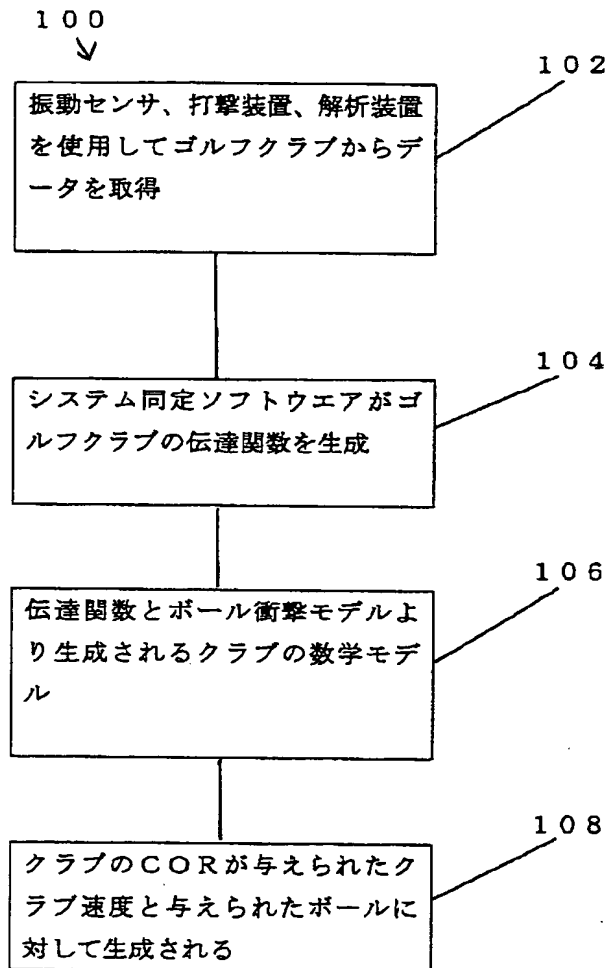 100
102
振動センサ、打撃装置、解析装置
を使用してゴルフクラブからデ
ータを取得
104
システム同定ソフトウエアがゴ
ルフクラブの伝達関数を生成
106
伝達関数とボール衝撃モデルよ
り生成されるクラブの数学モデ
ル
108
クラブのCORが与えられたク
ラブ速度と与えられたボールに
対して生成される